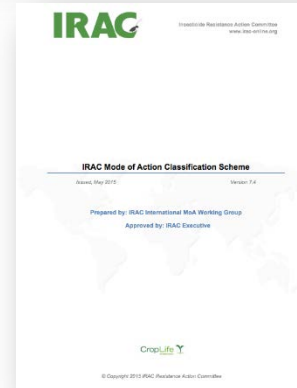 IRAC
Insecticide Resistance Action Committee
www.irac-online.org
IRAC Mode of Action Classification Scheme
Issued, May 2015
Version 7.4
Prepared by: IRAC International MoA Working Group
Approved by: IRAC Executive
CropLife
© Copyright 2015 IRAC Resistance Action Committee